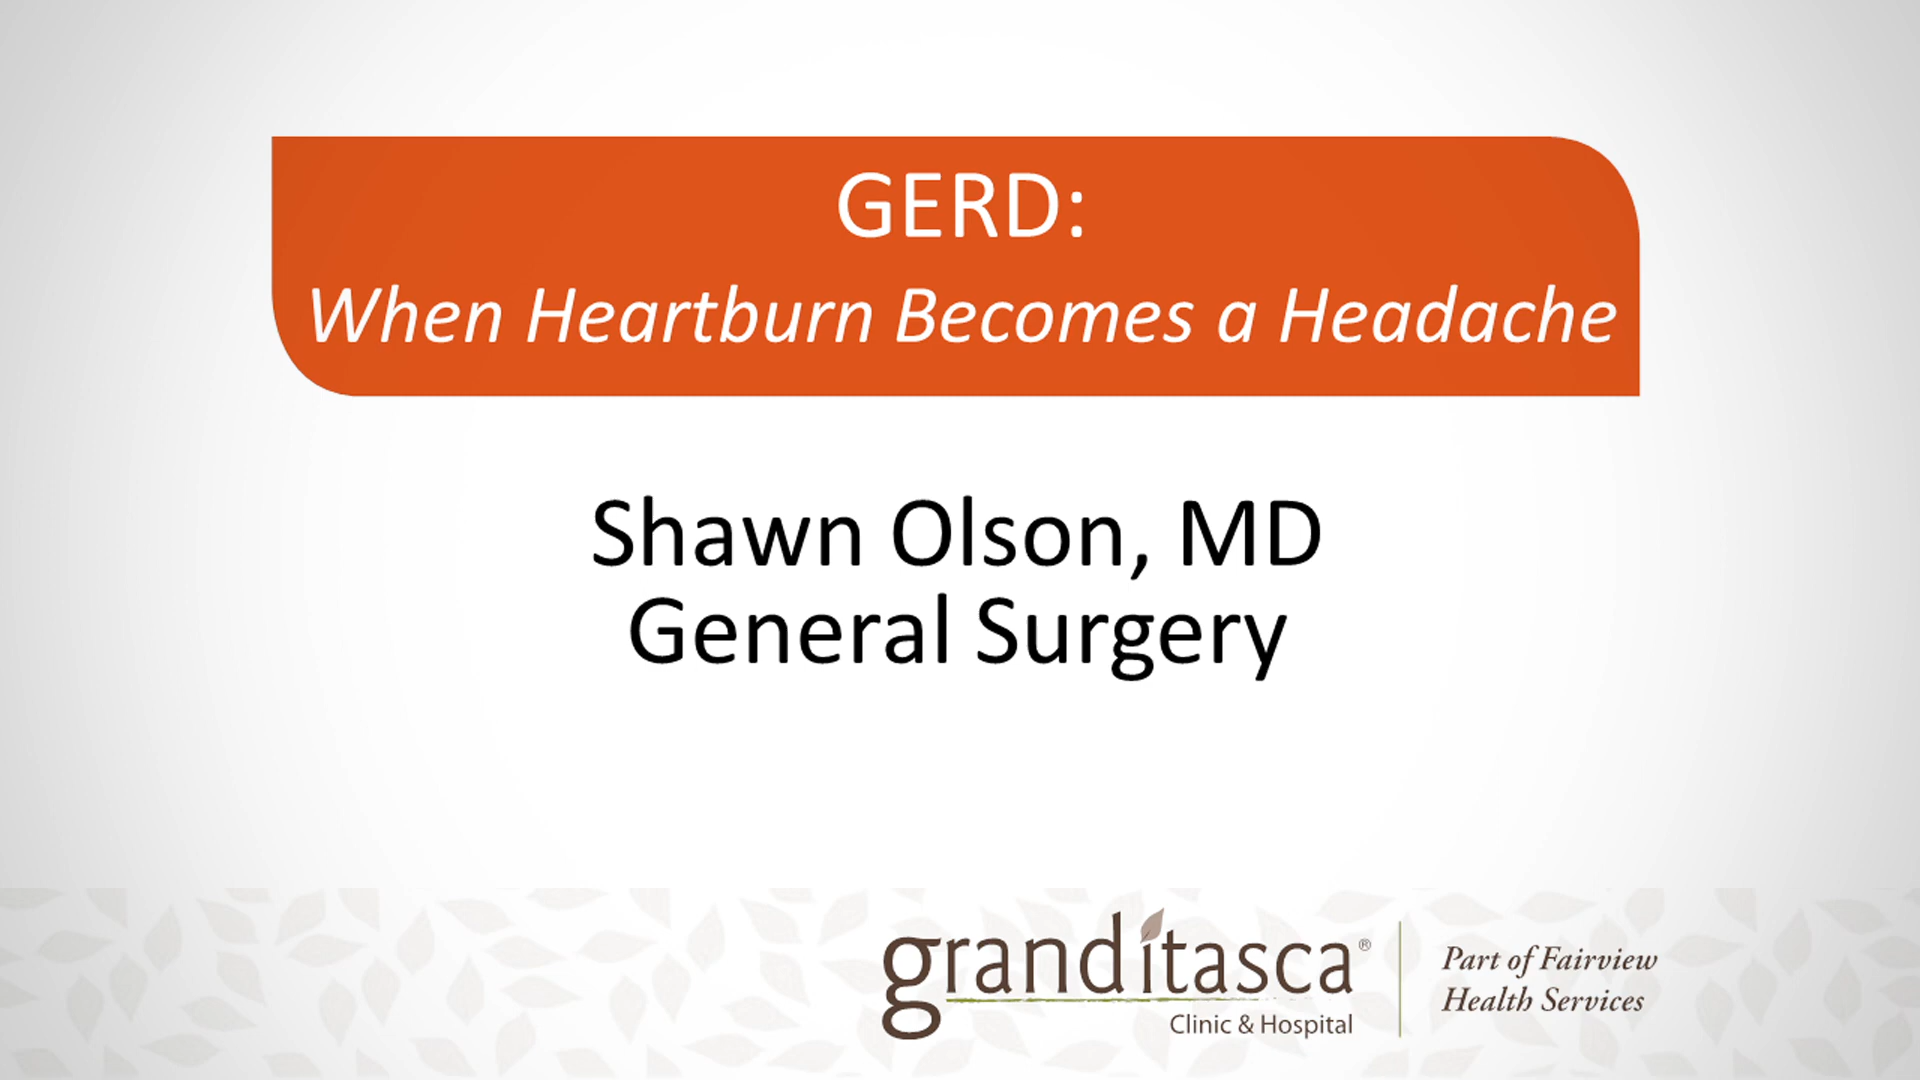 GERD:
When Heartburn Becomes a Headache
Shawn Olson, MD
General Surgery
granditasca®
Clinic & Hospital
Part of Fairview
Health Services